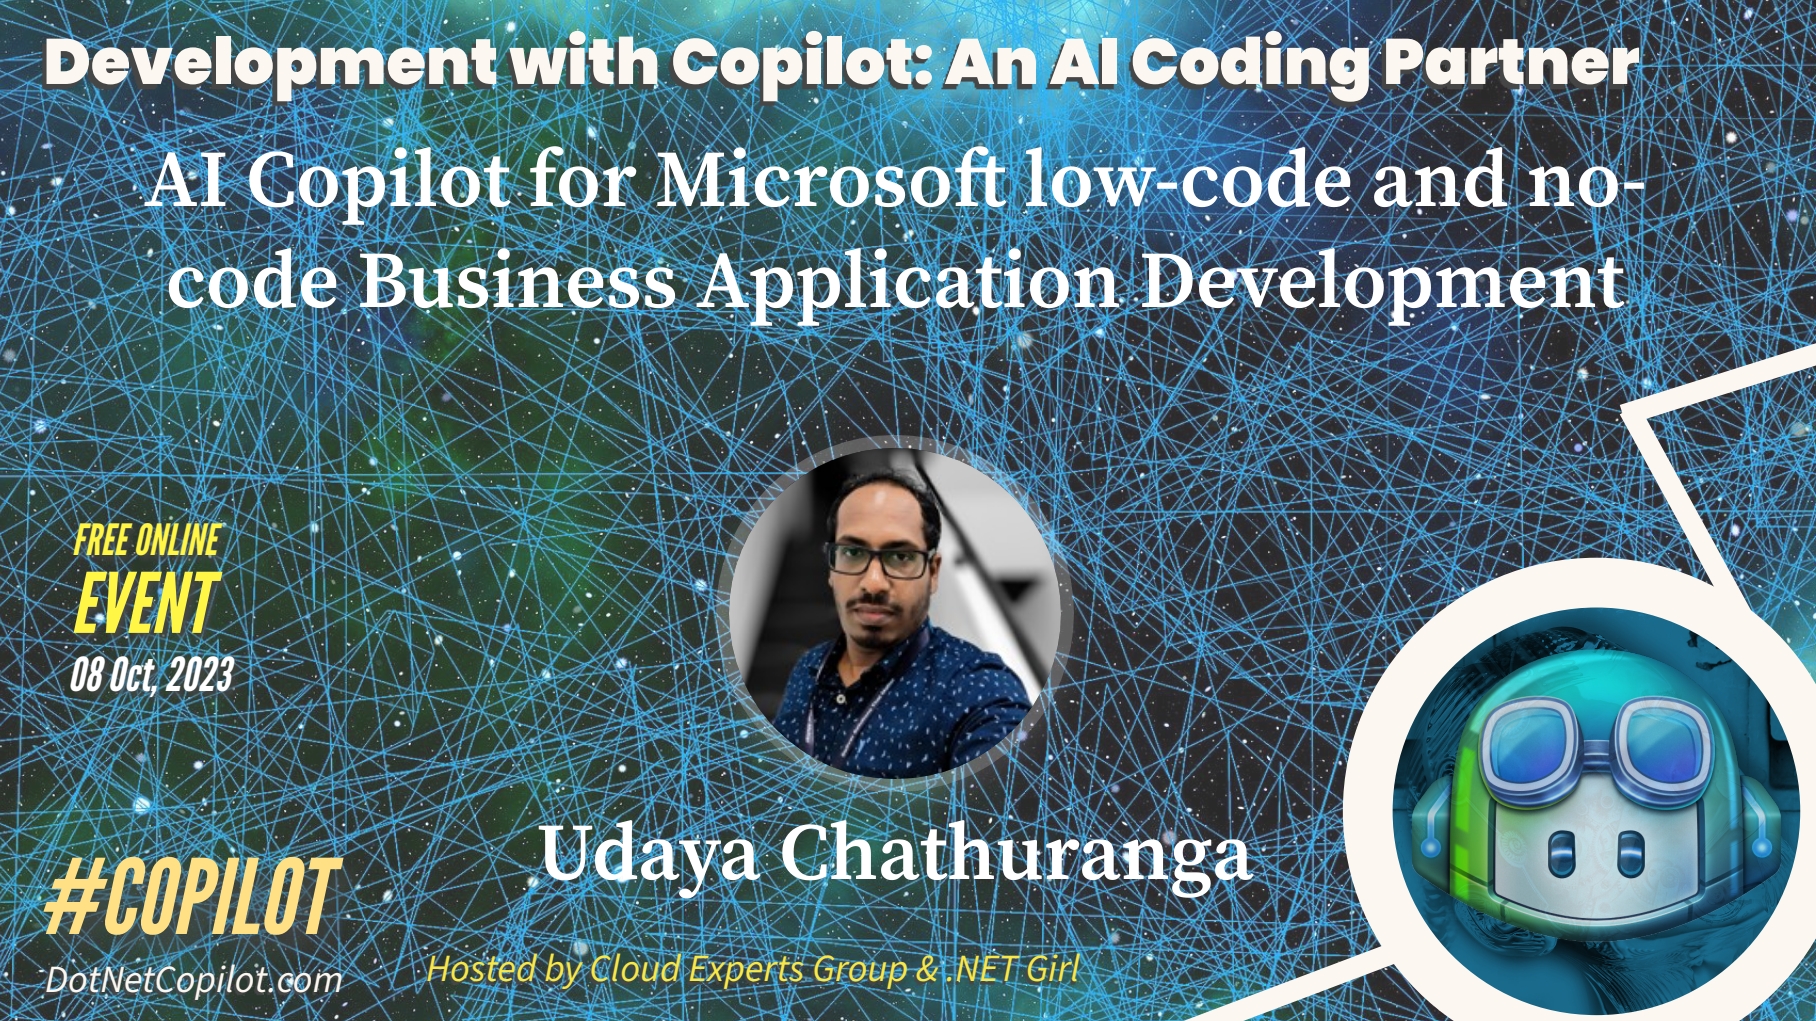 Development with Copilot: An AI Coding Partner
AI Copilot for Microsoft low-code and no-
code Business Application Development
FREE ONLINE
EVENT
08 Oct, 2023
Udaya Chathuranga
#COPILOT
DotNetCopilot.com
Hosted by Cloud Experts Group & .NET Girl